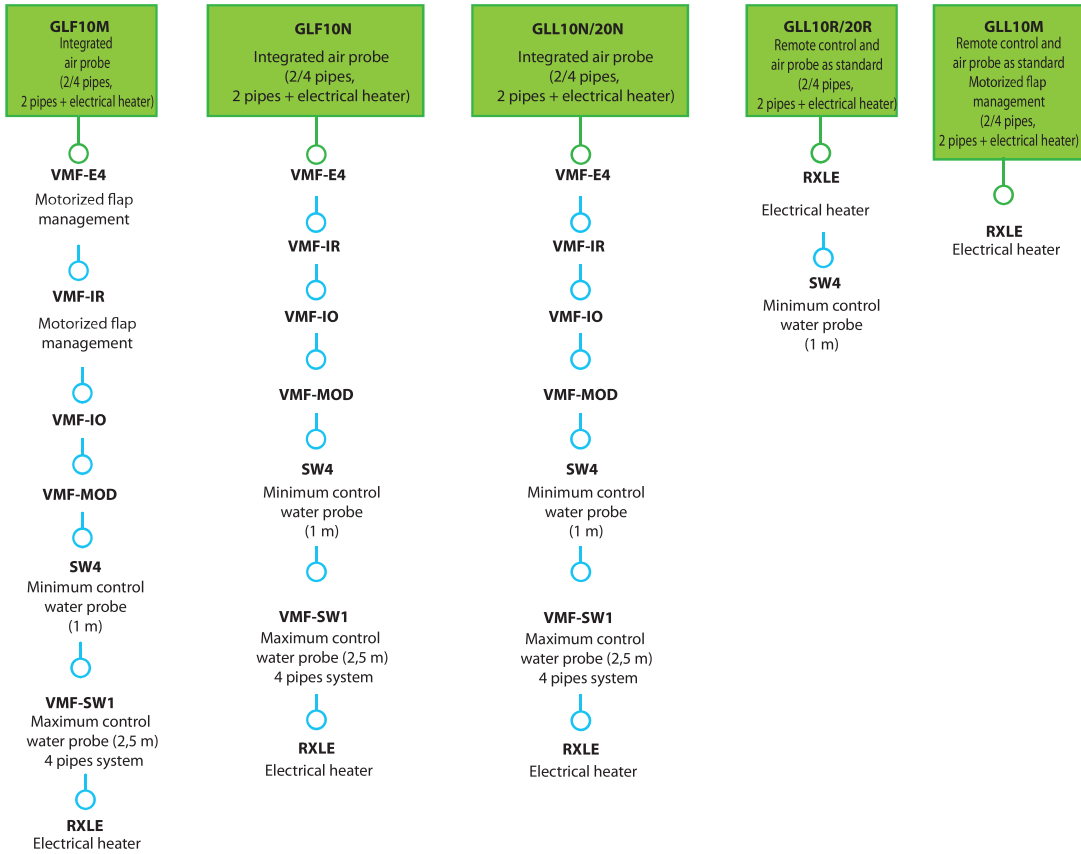 GLF10M
Integrated
air probe
(2/4 pipes,
2 pipes + electrical heater)
VMF-E4
Motorized flap
management
VMF-IR
Motorized flap
management
VMF-IO
VMF-MOD
SW4
Minimum control
water probe
(1 m)
VMF-SW1
Maximum control
water probe (2,5 m)
4 pipes system
RXLE
Electrical heater
GLF10N
Integrated air probe
(2/4 pipes,
2 pipes + electrical heater)
VMF-E4
VMF-IR
VMF-IO
VMF-MOD
SW4
Minimum control
water probe
(1 m)
VMF-SW1
Maximum control
water probe (2,5 m)
4 pipes system
RXLE
Electrical heater
GLL10N/20N
Integrated air probe
(2/4 pipes,
2 pipes + electrical heater)
VMF-E4
VMF-IR
VMF-IO
VMF-MOD
SW4
Minimum control
water probe
(1 m)
VMF-SW1
Maximum control
water probe (2,5 m)
4 pipes system
RXLE
Electrical heater
GLL10R/20R
Remote control and
air probe as standard
(2/4 pipes,
2 pipes + electrical heater)
RXLE
Electrical heater
SW4
Minimum control
water probe
(1 m)
GLL10M
Remote control and
air probe as standard
Motorized flap
management
(2/4 pipes,
2 pipes + electrical heater)
RXLE
Electrical heater